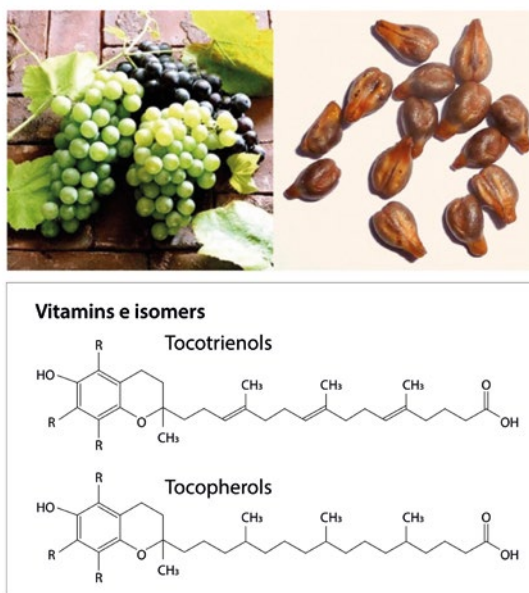 Vitamins e isomers
Tocotrienols
R
HO
CH₃ CH₃ CH₃ O
R O CH₃ OH
R
Tocopherols
R
HO
CH₃ CH₃ CH₃ O
R O CH₃ OH
R